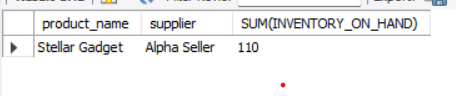 product_name supplier SUM(INVENTORY_ON_HAND)
Stellar Gadget Alpha Seller 110